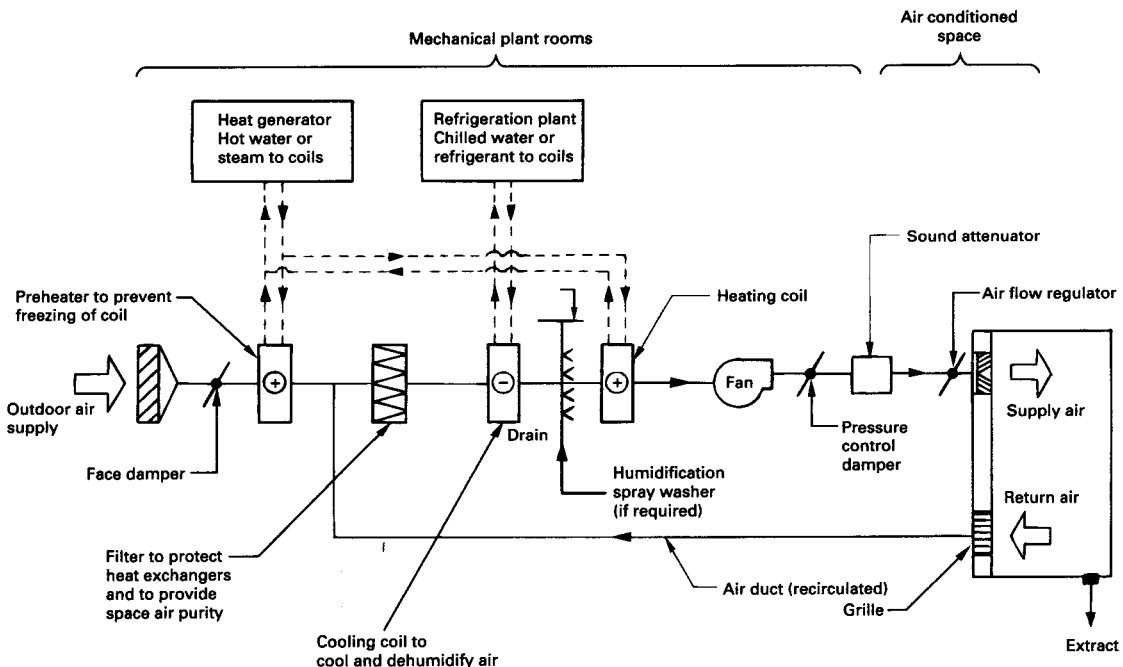 Mechanical plant rooms
Air conditioned
space
Heat generator
Hot water or
steam to coils
Refrigeration plant
Chilled water or
refrigerant to coils
Sound attenuator
Preheater to prevent
freezing of coil
Heating coil
Air flow regulator
Fan
Outdoor air
supply
Supply air
Drain
Face damper
Pressure
control
damper
Humidification
spray washer
(if required)
Return air
Filter to protect
heat exchangers
and to provide
space air purity
Air duct (recirculated)
Grille
Cooling coil to
cool and dehumidify air
Extract